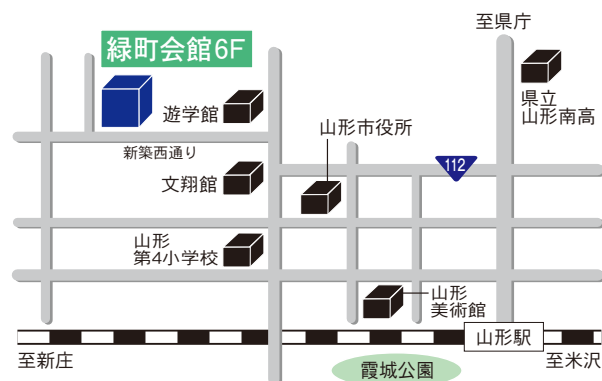 至県庁
緑町会館6F
遊学館
県立
山形南高
山形市役所
新築西通り
112
文翔館
山形
第4小学校
山形
美術館
山形駅
至新庄
至米沢
霞城公園